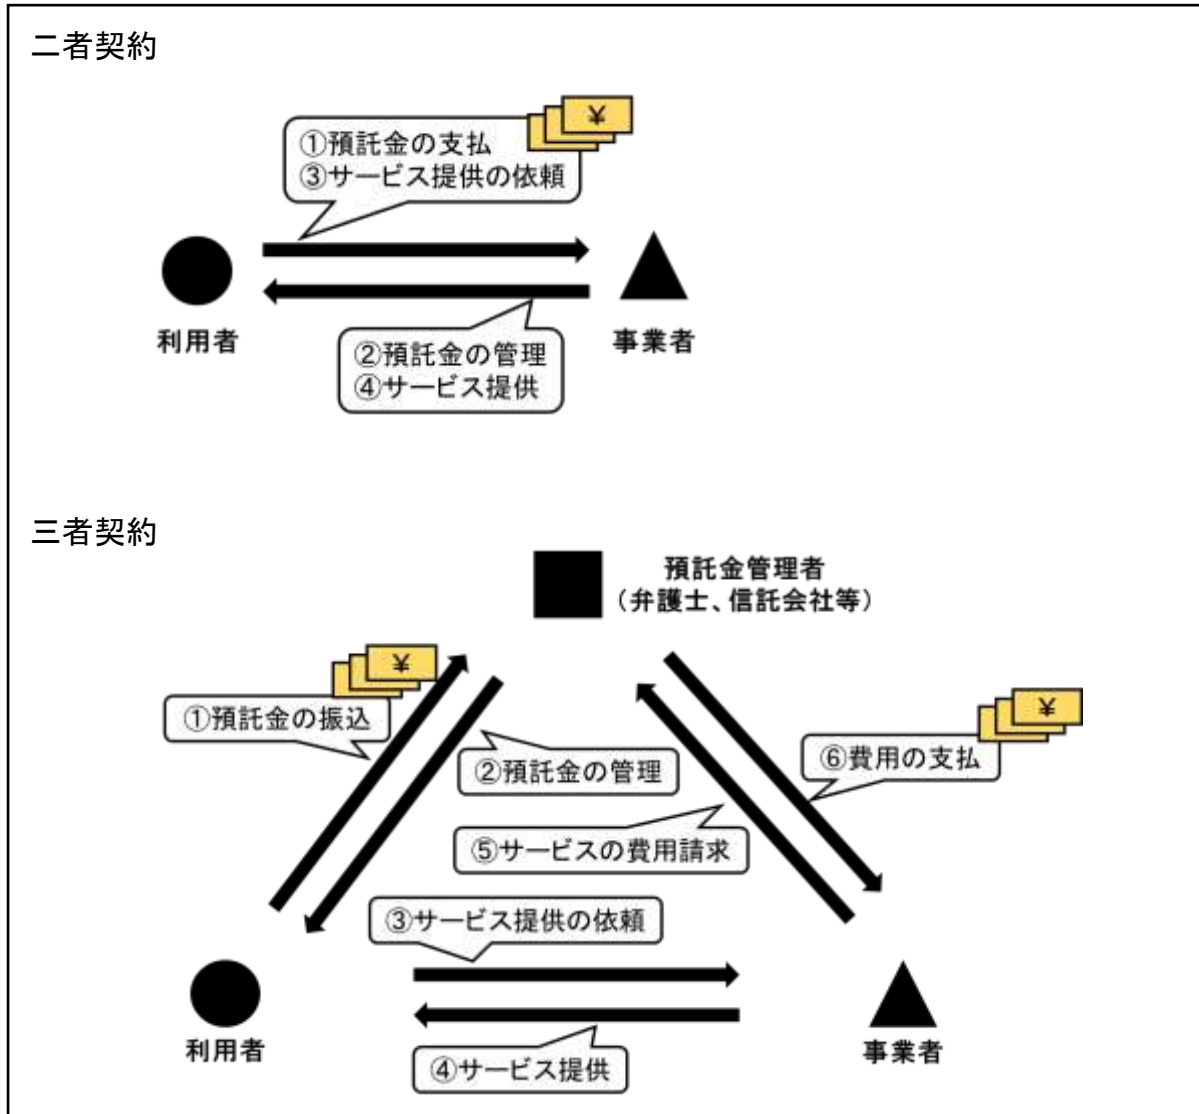 二者契約
¥
①預託金の支払
③サービス提供の依頼
利用者
事業者
②預託金の管理
④サービス提供
三者契約
預託金管理者
（弁護士、信託会社等）
¥
①預託金の振込
¥
②預託金の管理
⑥費用の支払
⑤サービスの費用請求
③サービス提供の依頼
利用者
事業者
④サービス提供